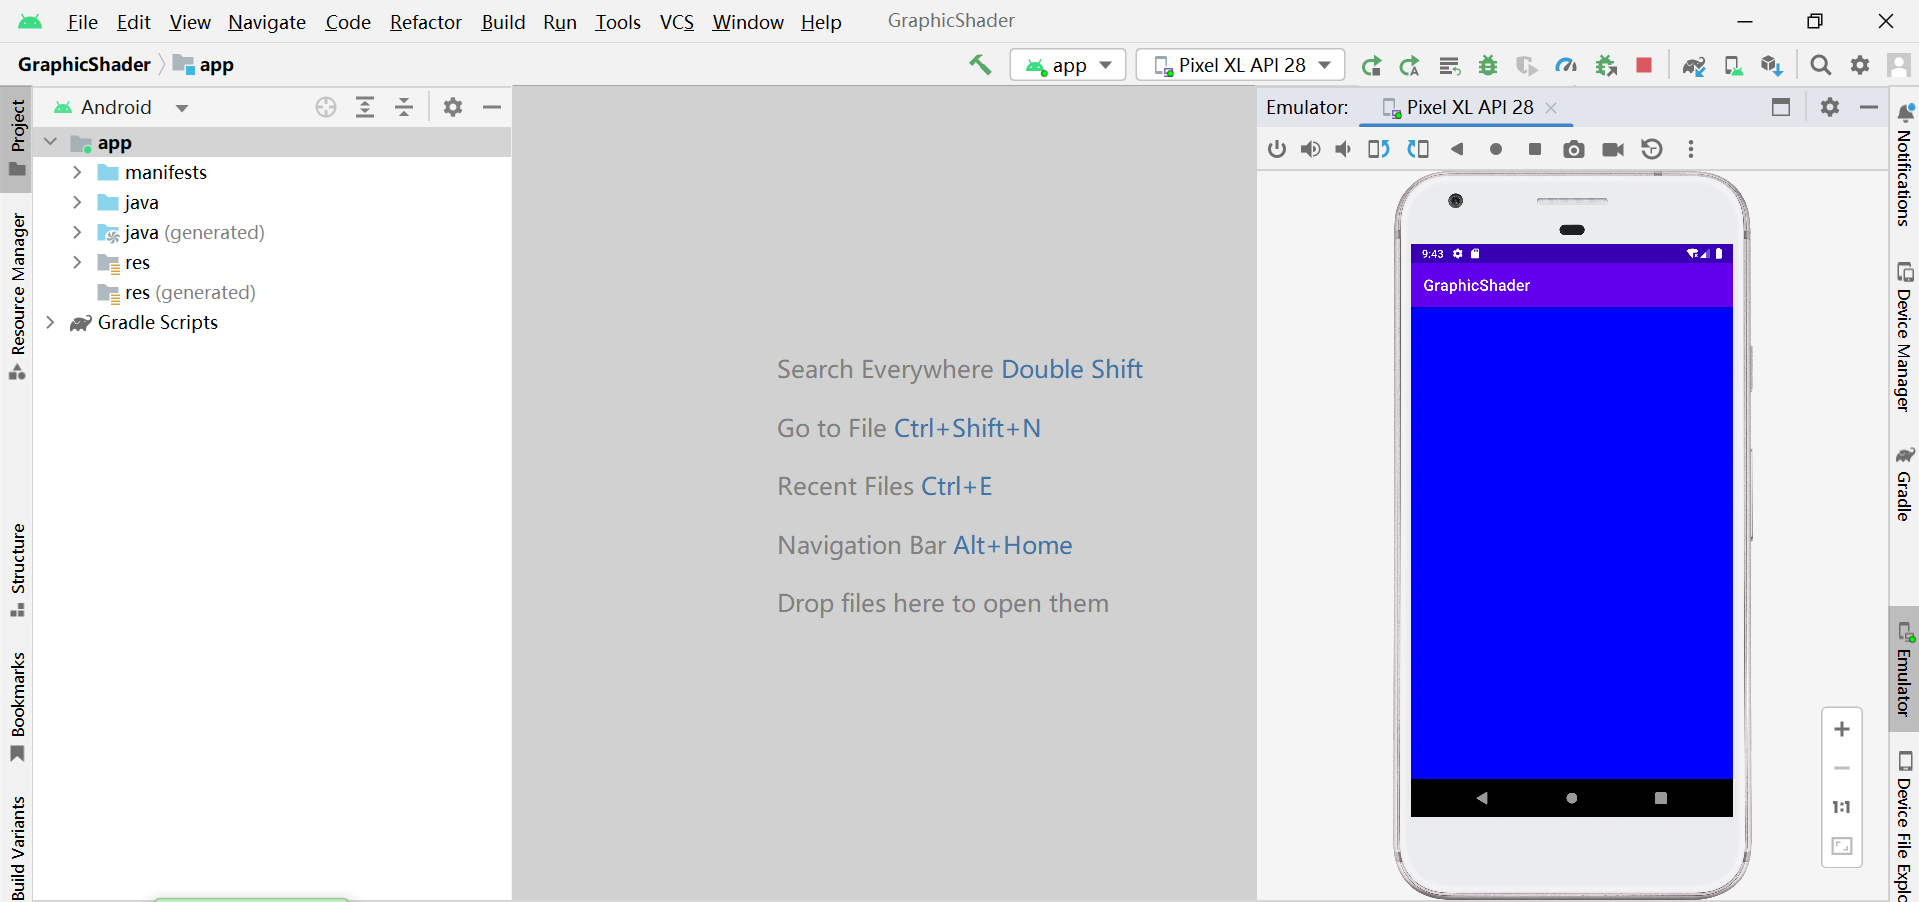 File Edit View Navigate Code Refactor Build Run Tools VCS Window Help GraphicShader
GraphicShader app
app
Pixel XL API 28
Project
Resource Manager
Structure
Bookmarks
Build Variants
Android
app
manifests
java
java (generated)
res
res (generated)
Gradle Scripts
Search Everywhere Double Shift
Go to File Ctrl+Shift+N
Recent Files Ctrl+E
Navigation Bar Alt+Home
Drop files here to open them
Emulator: Pixel XL API 28
9:43
GraphicShader
1:1
Notifications
Device Manager
Gradle
Emulator
Device File Explo